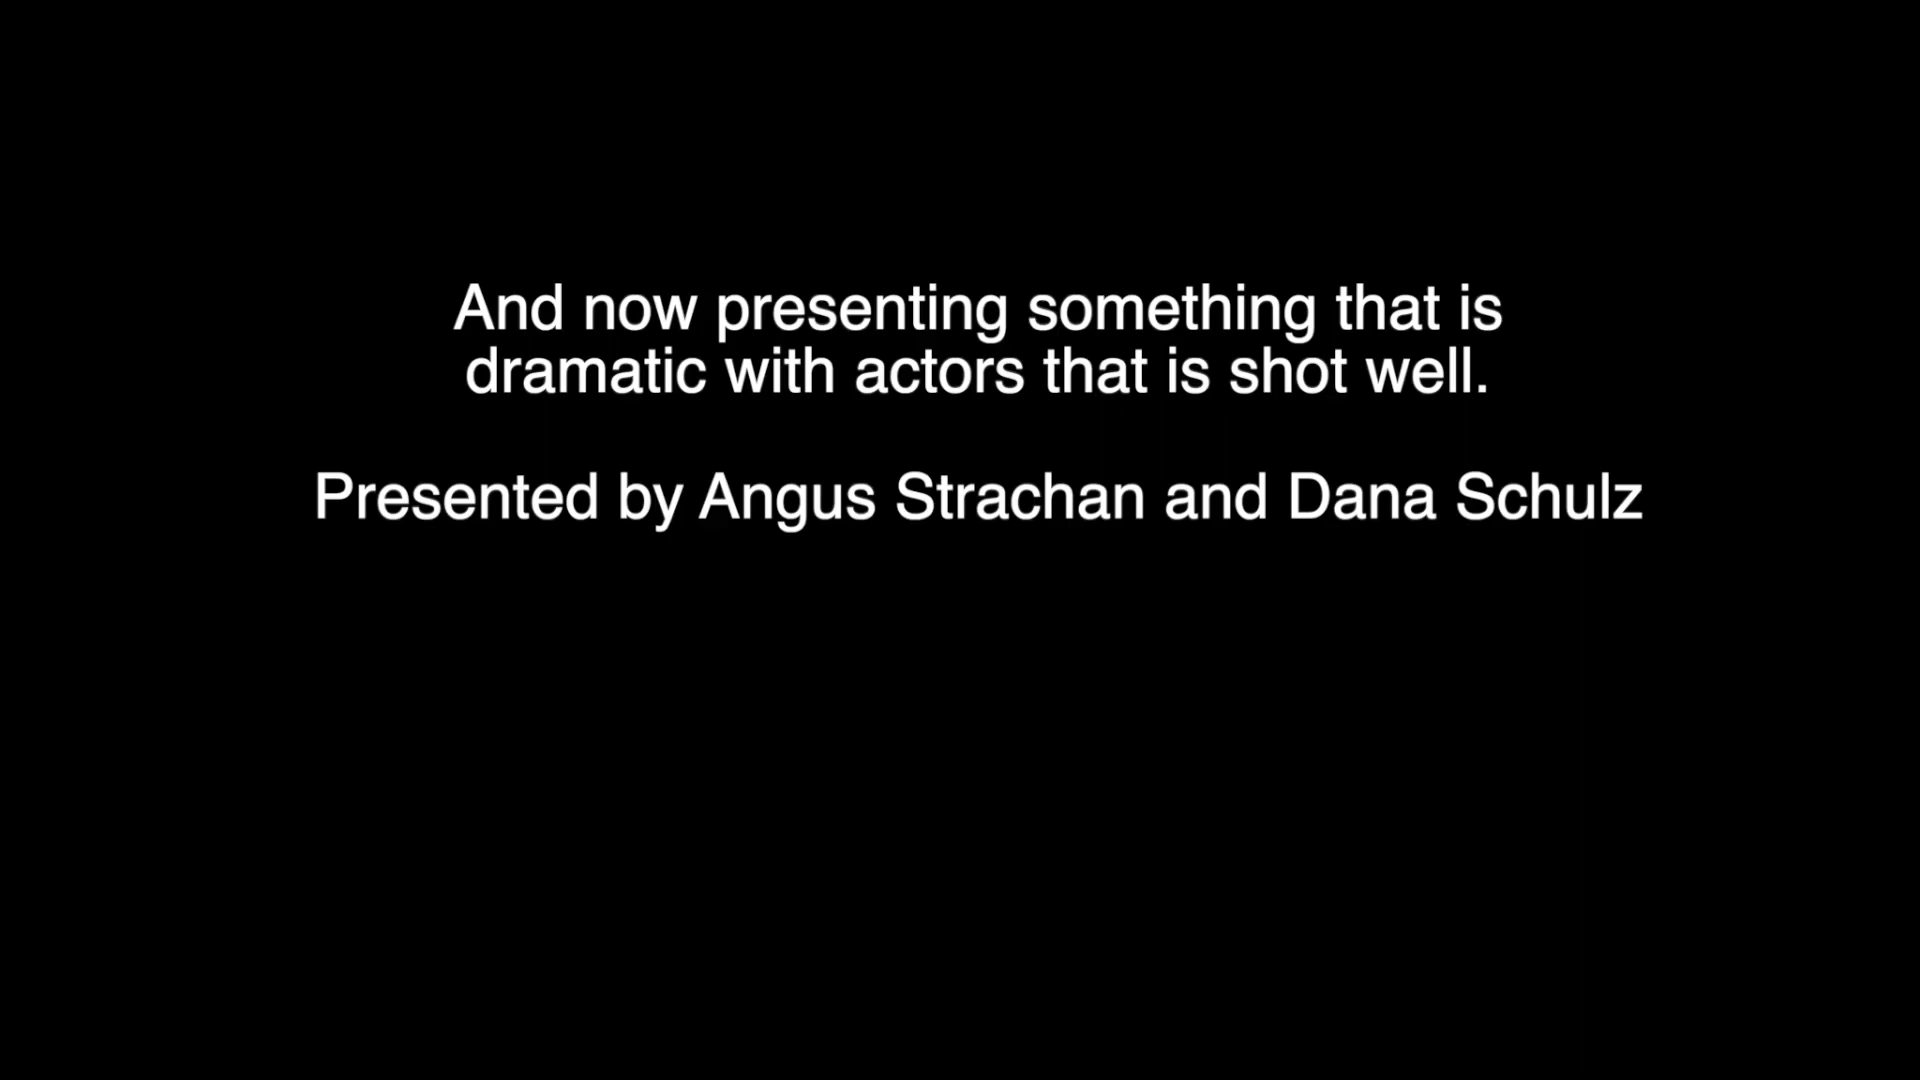 And now presenting something that is
dramatic with actors that is shot well.
Presented by Angus Strachan and Dana Schulz